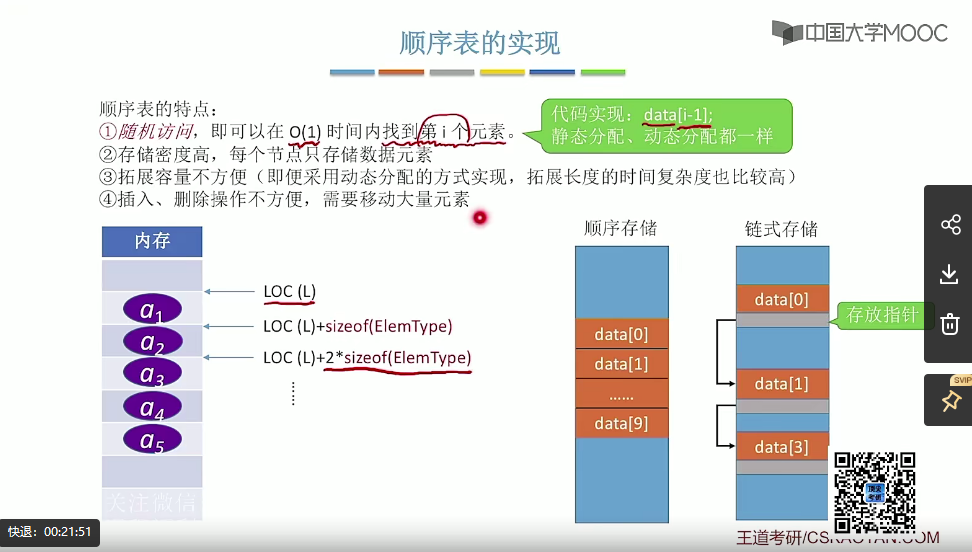 中国大学MOOC
顺序表的实现
顺序表的特点：
①随机访问，即可以在 O(1) 时间内找到第 i 个元素。
②存储密度高，每个节点只存储数据元素
③拓展容量不方便（即便采用动态分配的方式实现，拓展长度的时间复杂度也比较高）
④插入、删除操作不方便，需要移动大量元素
代码实现：data[i-1];
静态分配、动态分配都一样
内存
a1
a2
a3
a4
a5
LOC (L)
LOC (L)+sizeof(ElemType)
LOC (L)+2*sizeof(ElemType)
……
顺序存储
data[0]
data[1]
……
data[9]
链式存储
data[0]
data[1]
data[3]
存放指针
SVIP
关注微信
快退：00:21:51
王道考研/CSKAOYAN.COM